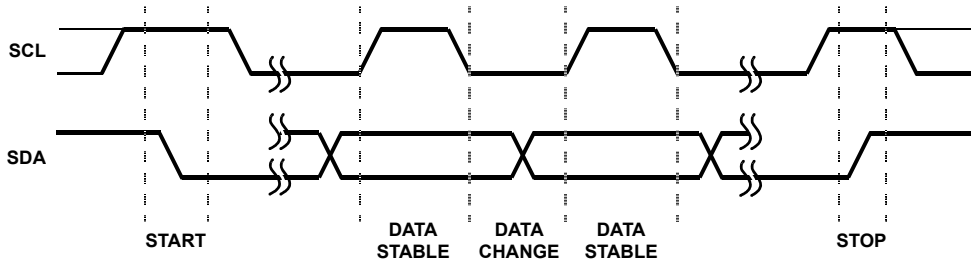 SCL
SDA
START
DATA
STABLE
DATA
CHANGE
DATA
STABLE
STOP